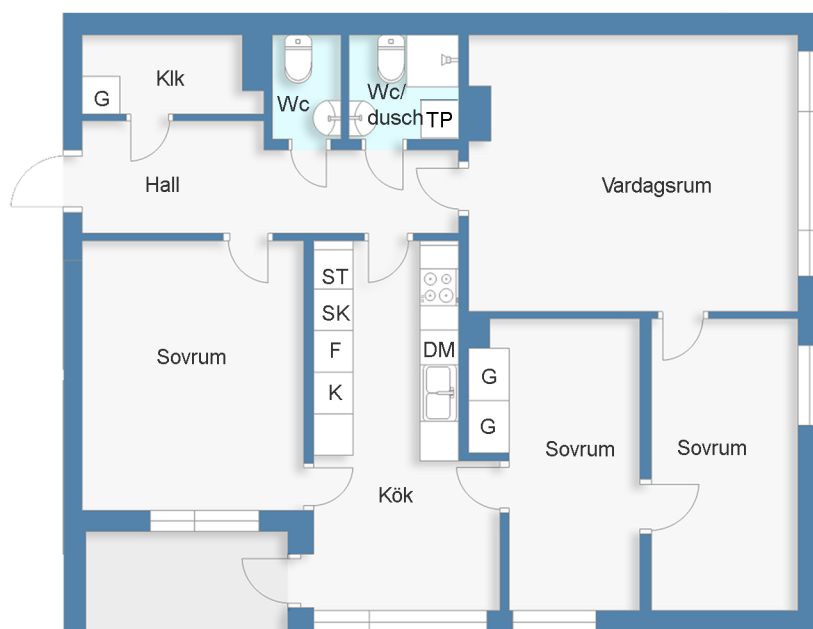 Klk
G
Wc
Wc/
dusch
TP
Hall
Vardagsrum
ST
SK
F
K
DM
Sovrum
G
G
Sovrum
Sovrum
Kök